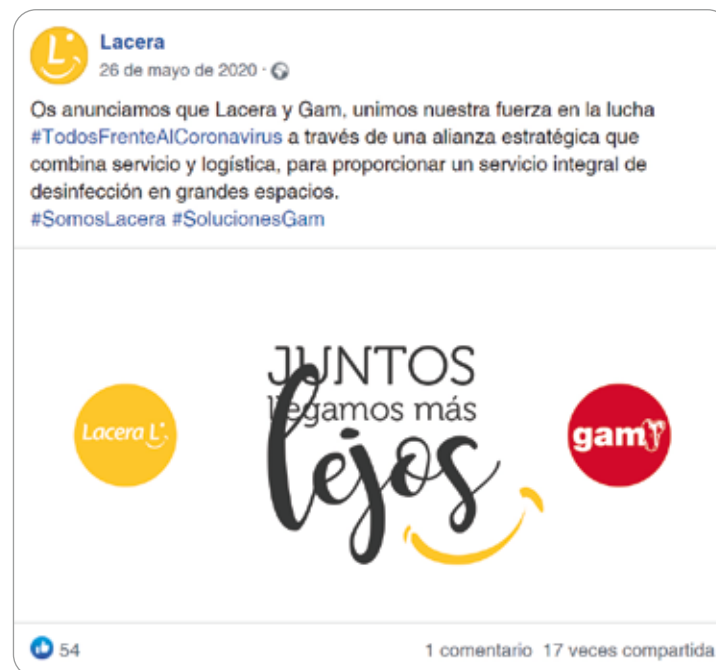 Lacera
26 de mayo de 2020 ·
Os anunciamos que Lacera y Gam, unimos nuestra fuerza en la lucha
#TodosFrenteAlCoronavirus a través de una alianza estratégica que
combina servicio y logística, para proporcionar un servicio integral de
desinfección en grandes espacios.
#SomosLacera #SolucionesGam
JUNTOS
llegamos más
lejos
Lacera L
gam
54
1 comentario 17 veces compartida